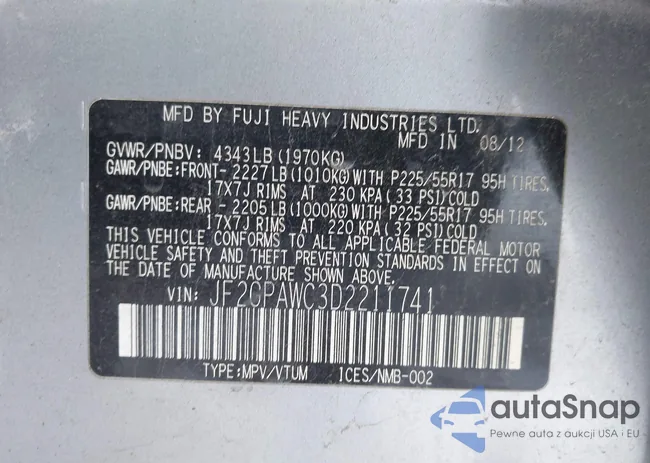 MFD BY FUJI HEAVY INDUSTRIES LTD.
MFD IN 08/12
GVWR/PNBV: 4343LB(1970KG)
GAWR/PNBE:FRONT- 2227LB(1010KG)WITH P225/55R17 95H TIRES,
17X7J RIMS AT 230 KPA(33 PSI)COLD
GAWR/PNBE:REAR - 2205LB(1000KG)WITH P225/55R17 95H TIRES,
17X7J RIMS AT 220 KPA(32 PSI)COLD
THIS VEHICLE CONFORMS TO ALL APPLICABLE FEDERAL MOTOR
VEHICLE SAFETY AND THEFT PREVENTION STANDARDS IN EFFECT ON
THE DATE OF MANUFACTURE SHOWN ABOVE.
VIN: JF2GPAWC3D2211741
TYPE:MPV/VTUM 1CES/NMB-002
autoSnap
Pewne auta z aukcji USA i EU